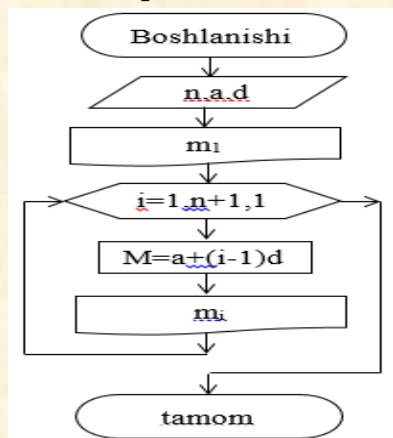 Boshlanishi
n,a,d
m₁
i=1,n+1,1
M=a+(i-1)d
mᵢ
tamom